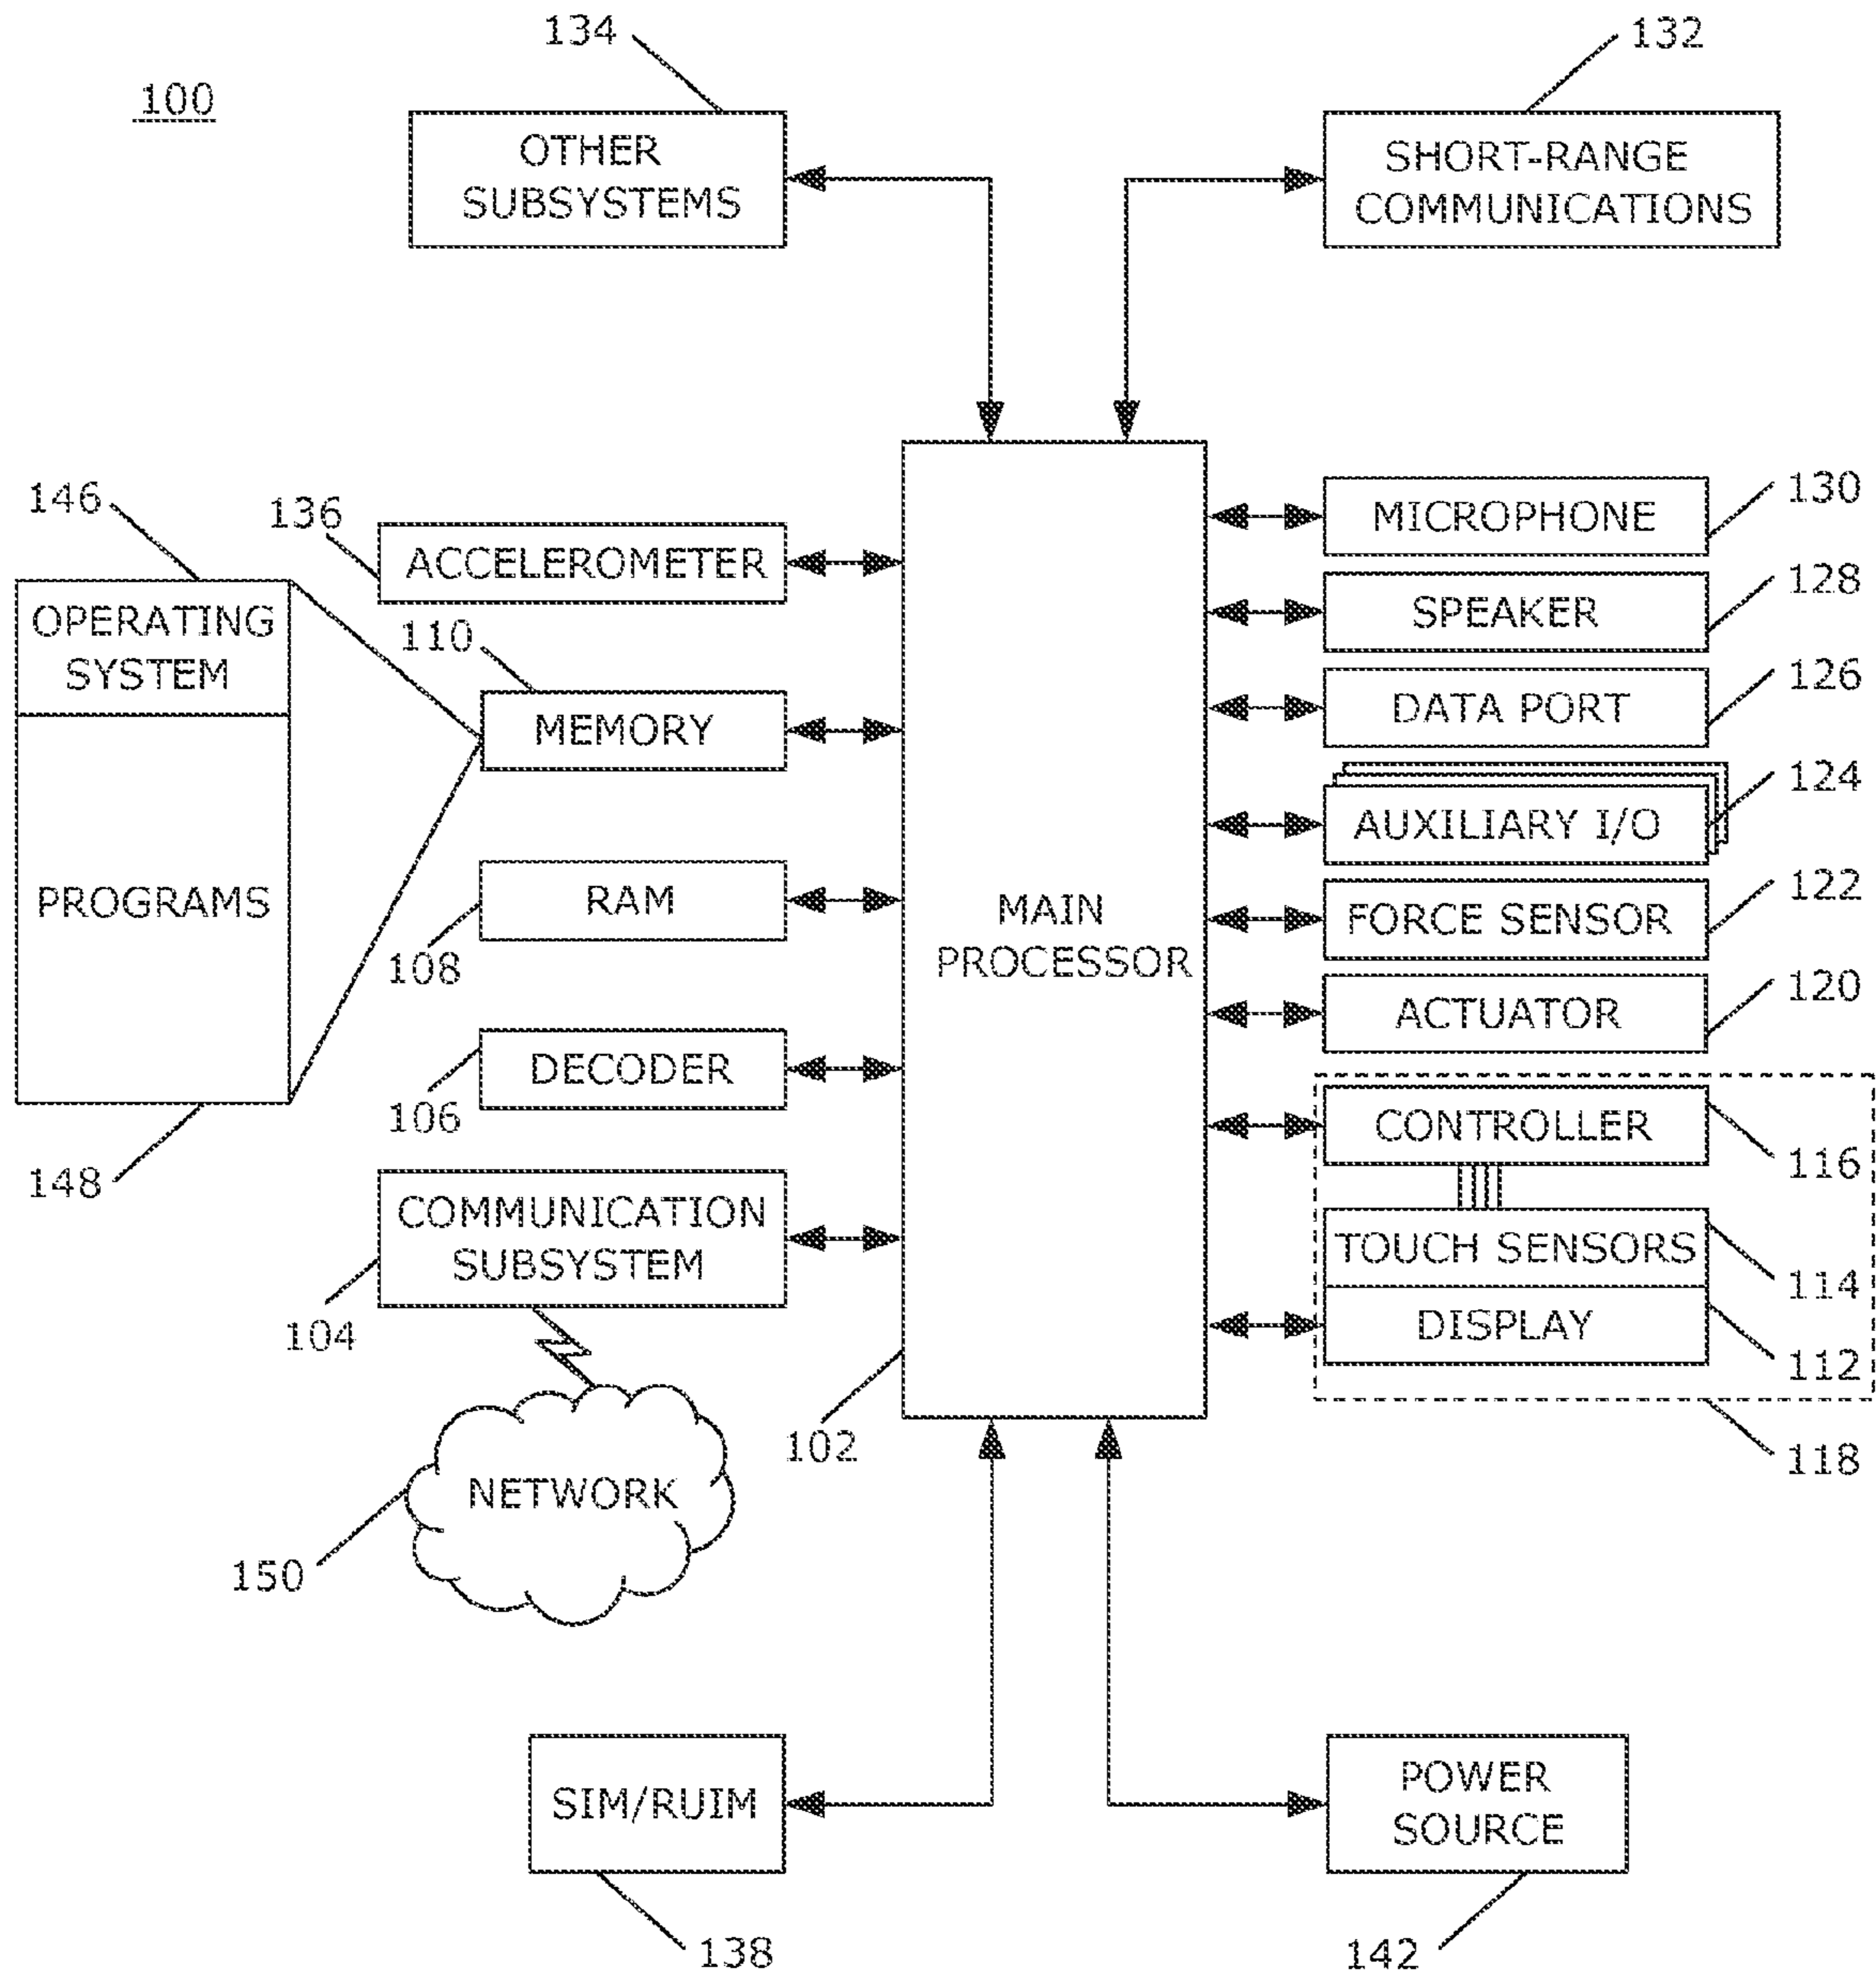 134
132
100
OTHER
SUBSYSTEMS
SHORT-RANGE
COMMUNICATIONS
146
136
ACCELEROMETER
110
OPERATING
SYSTEM
MEMORY
PROGRAMS
RAM
108
DECODER
106
148
COMMUNICATION
SUBSYSTEM
104
NETWORK
150
MAIN
PROCESSOR
102
MICROPHONE
130
SPEAKER
128
DATA PORT
126
AUXILIARY I/O
124
FORCE SENSOR
122
ACTUATOR
120
CONTROLLER
116
TOUCH SENSORS
114
DISPLAY
112
118
SIM/RUIM
138
POWER
SOURCE
142